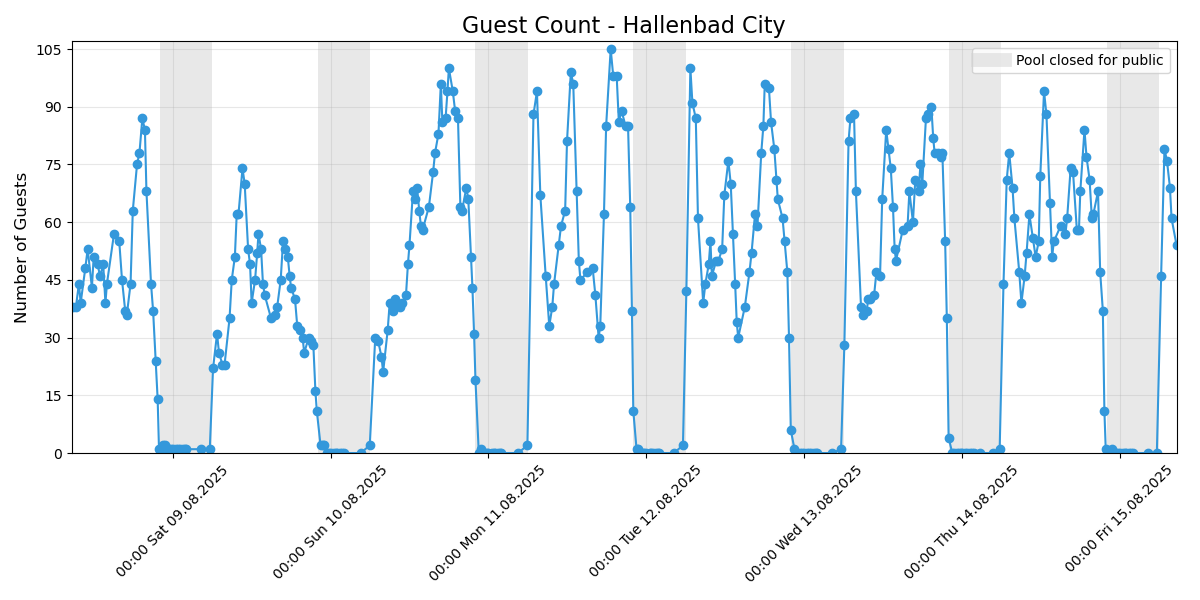 Guest Count - Hallenbad City
Pool closed for public
Number of Guests
105
90
75
60
45
30
15
0
00:00 Sat 09.08.2025
00:00 Sun 10.08.2025
00:00 Mon 11.08.2025
00:00 Tue 12.08.2025
00:00 Wed 13.08.2025
00:00 Thu 14.08.2025
00:00 Fri 15.08.2025